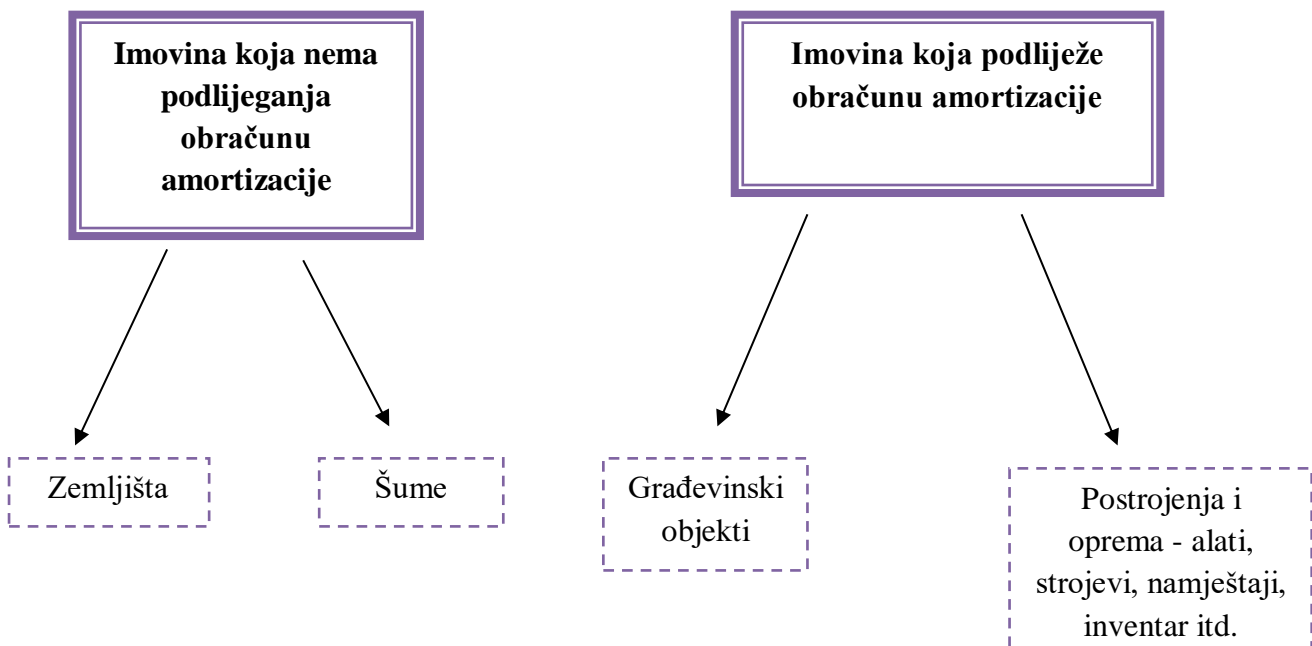 Imovina koja nema
podlijeganja
obračunu
amortizacije
Imovina koja podliježe
obračunu amortizacije
Zemljišta
Šume
Građevinski
objekti
Postrojenja i
oprema - alati,
strojevi, namještaji,
inventar itd.